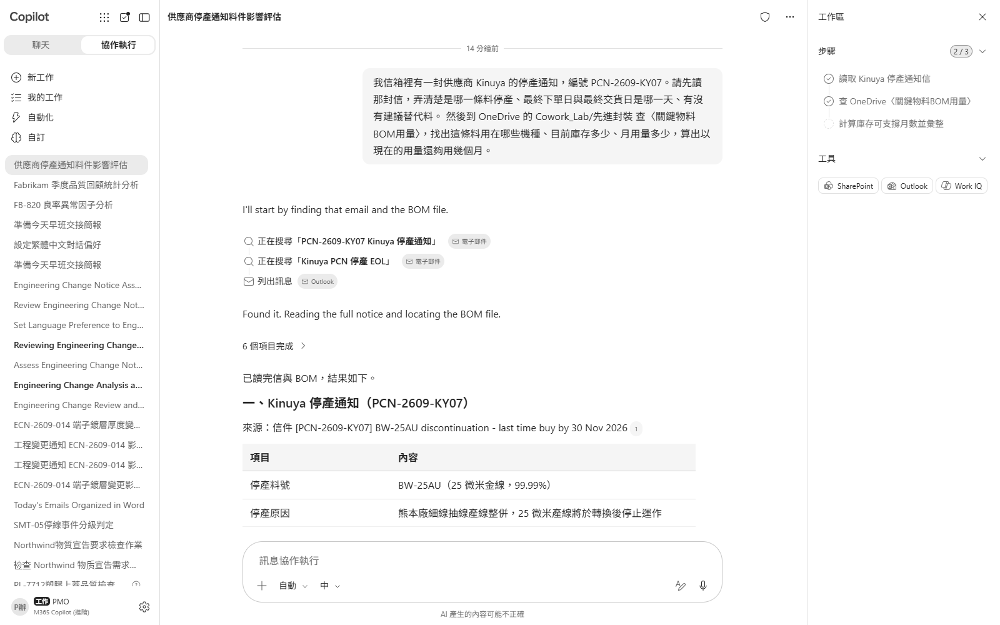 Copilot
聊天
協作執行
新工作
我的工作
自動化
自訂
供應商停產通知料件影響評估
Fabrikam 季度品質回顧統計分析
FB-820 良率異常因子分析
準備今天早班交接簡報
設定繁體中文對話偏好
準備今天早班交接簡報
Engineering Change Notice Ass...
Review Engineering Change Not...
Set Language Preference to Eng...
Reviewing Engineering Change...
Assess Engineering Change Not...
Engineering Change Analysis a...
Engineering Change Review and...
ECN-2609-014 端子鍍層厚度變...
工程變更通知 ECN-2609-014 影...
工程變更通知 ECN-2609-014 影...
ECN-2609-014 端子鍍層變更影...
Today's Emails Organized in Word
SMT-05停線事件分級判定
Northwind物質宣告要求檢查作業
检查 Northwind 物质宣告需求...
PL-7712塑膠上蓋品質檢查
P辦
工作 PMO
M365 Copilot (進階)
供應商停產通知料件影響評估
14 分鐘前
我信箱裡有一封供應商 Kinuya 的停產通知，編號 PCN-2609-KY07。請先讀
那封信，弄清楚是哪一條料停產、最終下單日與最終交貨日是哪一天、有沒
有建議替代料。 然後到 OneDrive 的 Cowork_Lab/先進封裝 查〈關鍵物料
BOM用量〉，找出這條料用在哪些機種、目前庫存多少、月用量多少，算出以
現在的用量還夠用幾個月。
I'll start by finding that email and the BOM file.
正在搜尋「PCN-2609-KY07 Kinuya 停產通知」 電子郵件
正在搜尋「Kinuya PCN 停產 EOL」 電子郵件
列出訊息 Outlook
Found it. Reading the full notice and locating the BOM file.
6 個項目完成
已讀完信與 BOM，結果如下。
一、Kinuya 停產通知（PCN-2609-KY07）
來源：信件 [PCN-2609-KY07] BW-25AU discontinuation - last time buy by 30 Nov 2026 1
項目 內容
停產料號 BW-25AU（25 微米金線，99.99%）
停產原因 熊本廠細線抽線產線整併，25 微米產線將於轉換後停止運作
訊息協作執行
自動 中
AI 產生的內容可能不正確
工作區
步驟 2 / 3
讀取 Kinuya 停產通知信
查 OneDrive〈關鍵物料BOM用量〉
計算庫存可支撐月數並彙整
工具
SharePoint Outlook Work IQ